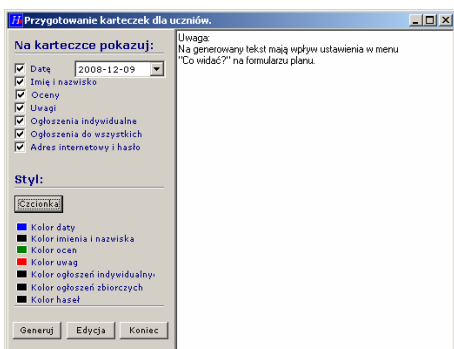 Przygotowanie karteczek dla uczniów.
Na karteczce pokazuj:
Datę 2008-12-09
Imię i nazwisko
Oceny
Uwagi
Ogłoszenia indywidualne
Ogłoszenia do wszystkich
Adres internetowy i hasło
Styl:
Czcionka
Kolor daty
Kolor imienia i nazwiska
Kolor ocen
Kolor uwag
Kolor ogłoszeń indywidualny
Kolor ogłoszeń zbiorczych
Kolor haseł
Generuj Edycja Koniec
Uwaga:
Na generowany tekst mają wpływ ustawienia w menu
"Co widać?" na formularzu planu.